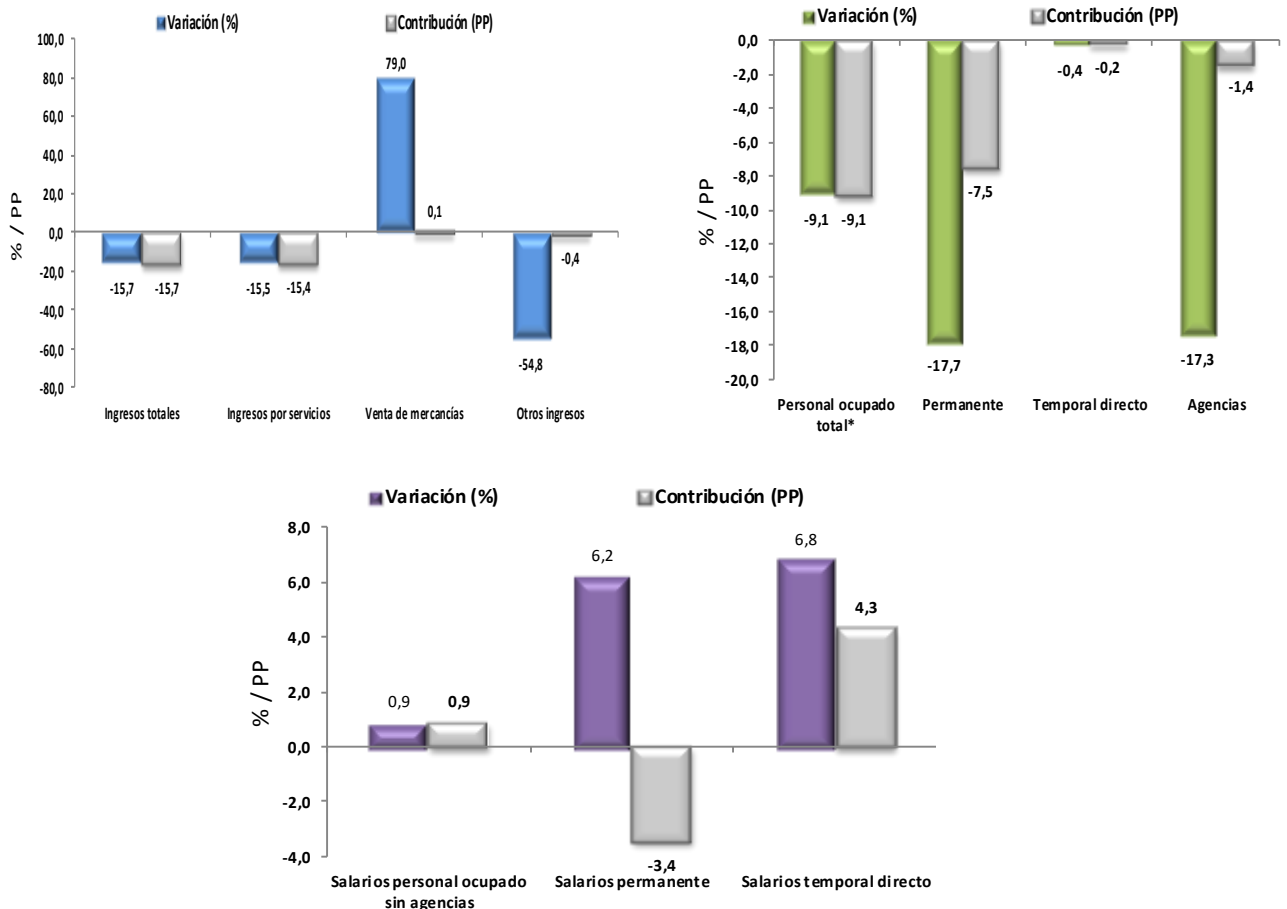 Variación (%) Contribución (PP)
100,0
80,0
60,0
40,0
20,0
0,0
-20,0
-40,0
-60,0
-80,0
% / PP
79,0
0,1
-0,4
-15,7 -15,7 -15,5 -15,4
-54,8
Ingresos totales Ingresos por servicios Venta de mercancías Otros ingresos
Variación (%) Contribución (PP)
0,0
-2,0
-4,0
-6,0
-8,0
-10,0
-12,0
-14,0
-16,0
-18,0
-20,0
% / PP
-0,4 -0,2
-1,4
-7,5
-9,1 -9,1
-17,7
-17,3
Personal ocupado
total*
Permanente
Temporal directo
Agencias
Variación (%) Contribución (PP)
8,0
6,0
4,0
2,0
0,0
-2,0
-4,0
% / PP
0,9 0,9
6,2
-3,4
6,8
4,3
Salarios personal ocupado
sin agencias
Salarios permanente
Salarios temporal directo